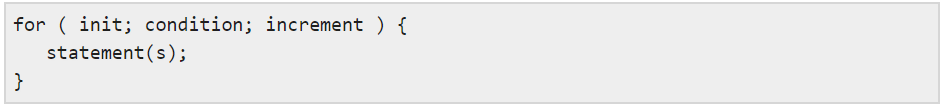 for ( init; condition; increment ) {
   statement(s);
}